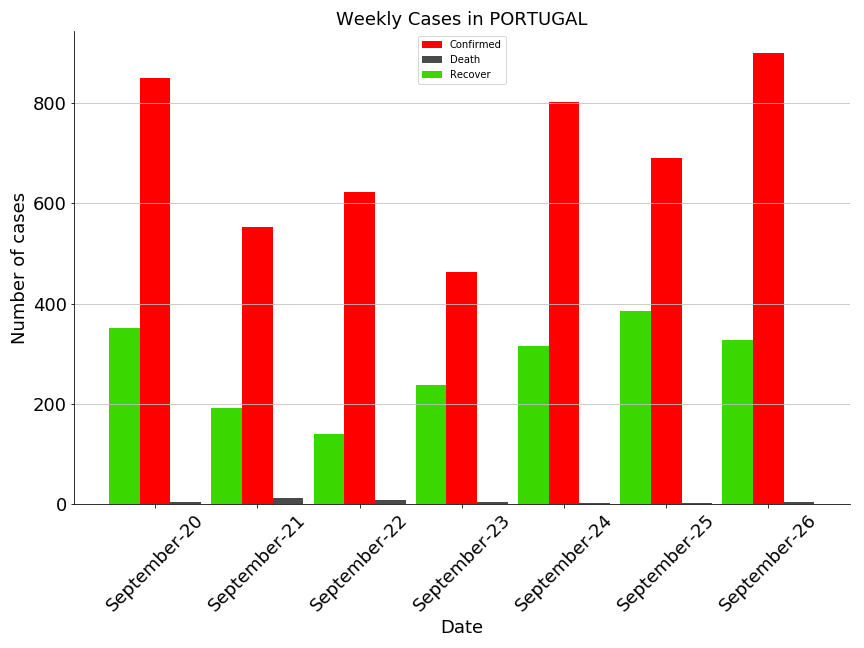 Weekly Cases in PORTUGAL
Confirmed
Death
Recover
Number of cases
800
600
400
200
0
September-20
September-21
September-22
September-23
September-24
September-25
September-26
Date